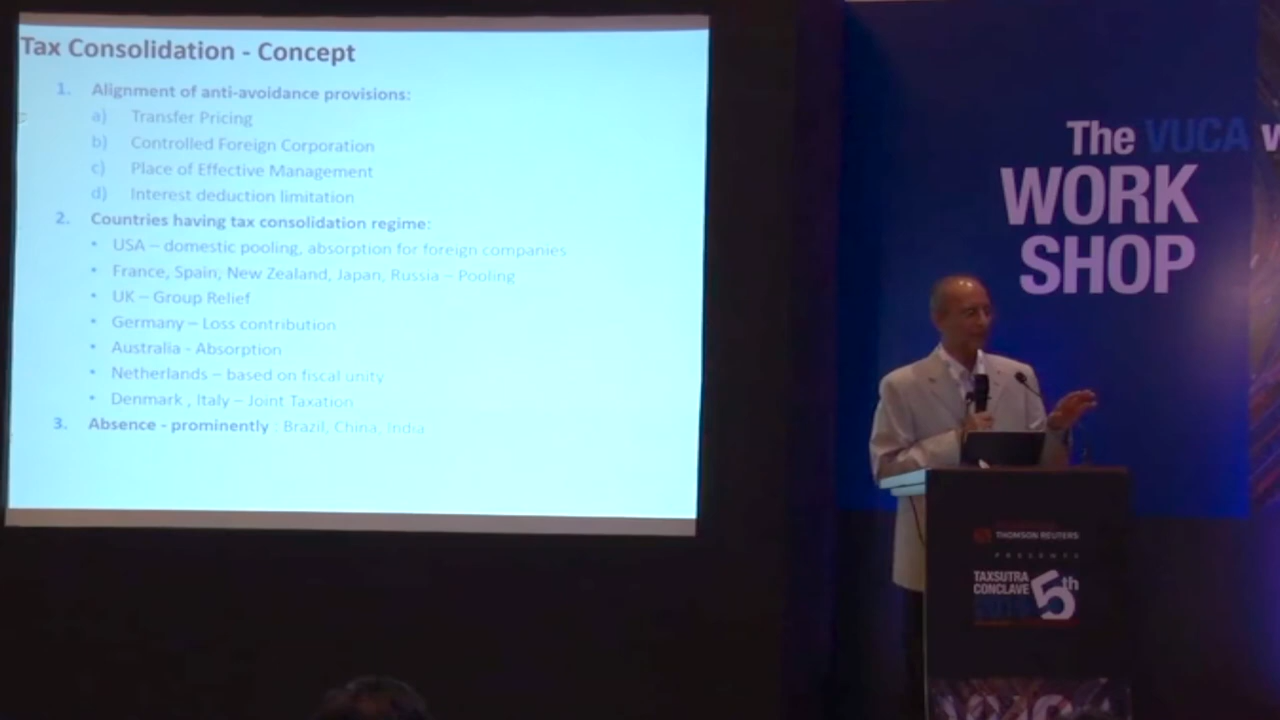 Tax Consolidation - Concept
1. Alignment of anti-avoidance provisions:
a) Transfer Pricing
b) Controlled Foreign Corporation
c) Place of Effective Management
d) Interest deduction limitation
2. Countries having tax consolidation regime:
• USA – domestic pooling, absorption for foreign companies
• France, Spain, New Zealand, Japan, Russia – Pooling
• UK – Group Relief
• Germany – Loss contribution
• Australia - Absorption
• Netherlands – based on fiscal unity
• Denmark , Italy – Joint Taxation
3. Absence - prominently : Brazil, China, India
The VUCA W
WORK
SHOP
THOMSON REUTERS
PRESENTS
TAXSUTRA
CONCLAVE
5th